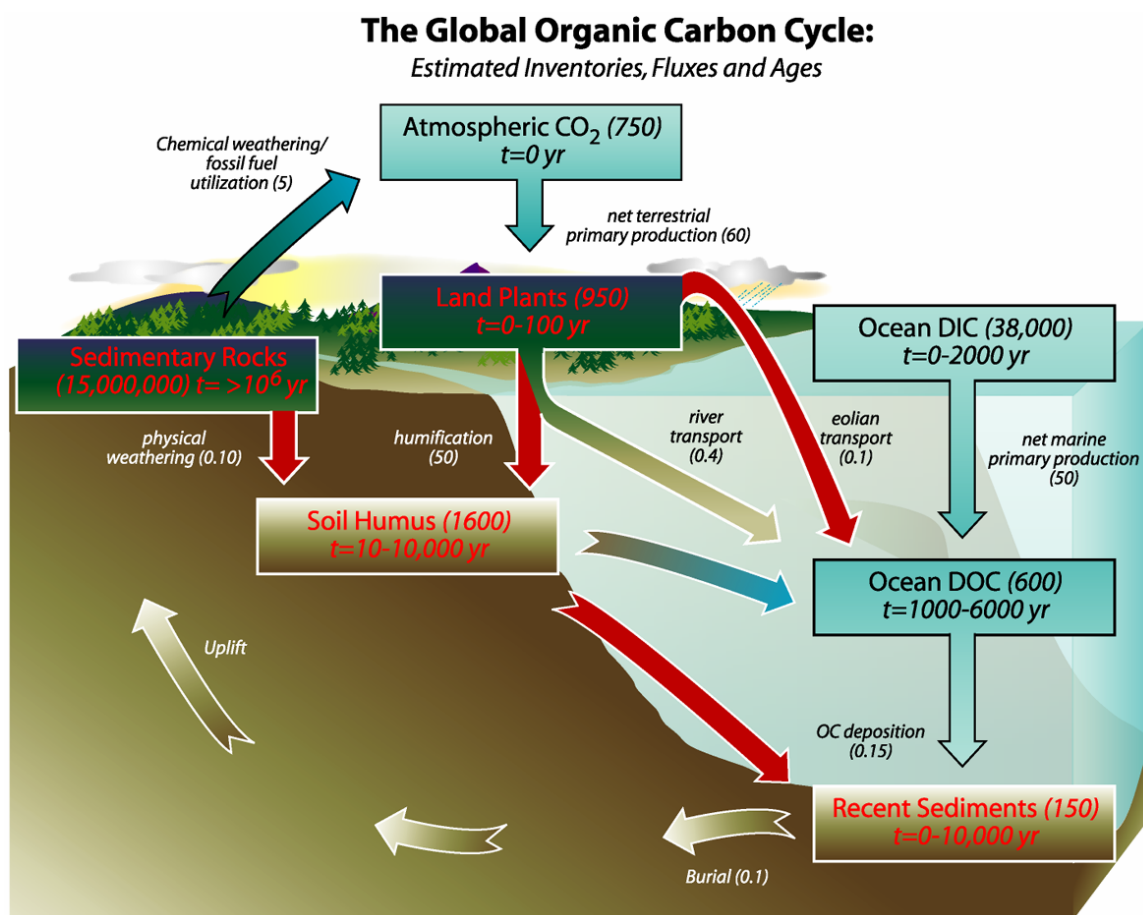 The Global Organic Carbon Cycle:
Estimated Inventories, Fluxes and Ages
Atmospheric CO₂ (750)
t=0 yr
Chemical weathering/
fossil fuel
utilization (5)
net terrestrial
primary production (60)
Land Plants (950)
t=0-100 yr
Ocean DIC (38,000)
t=0-2000 yr
Sedimentary Rocks
(15,000,000) t= >10⁶ yr
physical
weathering (0.10)
humification
(50)
river
transport
(0.4)
eolian
transport
(0.1)
net marine
primary production
(50)
Soil Humus (1600)
t=10-10,000 yr
Ocean DOC (600)
t=1000-6000 yr
Uplift
OC deposition
(0.15)
Recent Sediments (150)
t=0-10,000 yr
Burial (0.1)